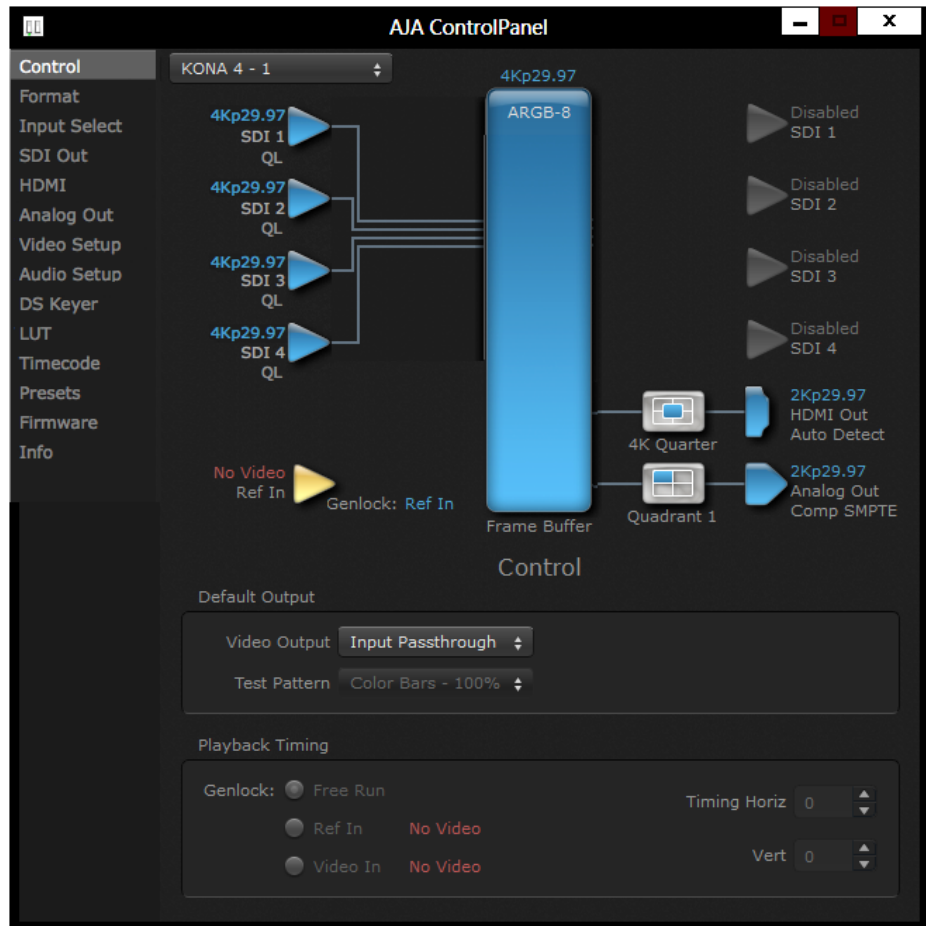 AJA ControlPanel
Control
Format
Input Select
SDI Out
HDMI
Analog Out
Video Setup
Audio Setup
DS Keyer
LUT
Timecode
Presets
Firmware
Info
KONA 4 - 1
4Kp29.97
SDI 1
QL
4Kp29.97
SDI 2
QL
4Kp29.97
SDI 3
QL
4Kp29.97
SDI 4
QL
No Video
Ref In
Genlock: Ref In
4Kp29.97
ARGB-8
Frame Buffer
Disabled
SDI 1
Disabled
SDI 2
Disabled
SDI 3
Disabled
SDI 4
4K Quarter
2Kp29.97
HDMI Out
Auto Detect
Quadrant 1
2Kp29.97
Analog Out
Comp SMPTE
Control
Default Output
Video Output Input Passthrough
Test Pattern Color Bars - 100%
Playback Timing
Genlock: Free Run
Ref In No Video
Video In No Video
Timing Horiz 0
Vert 0